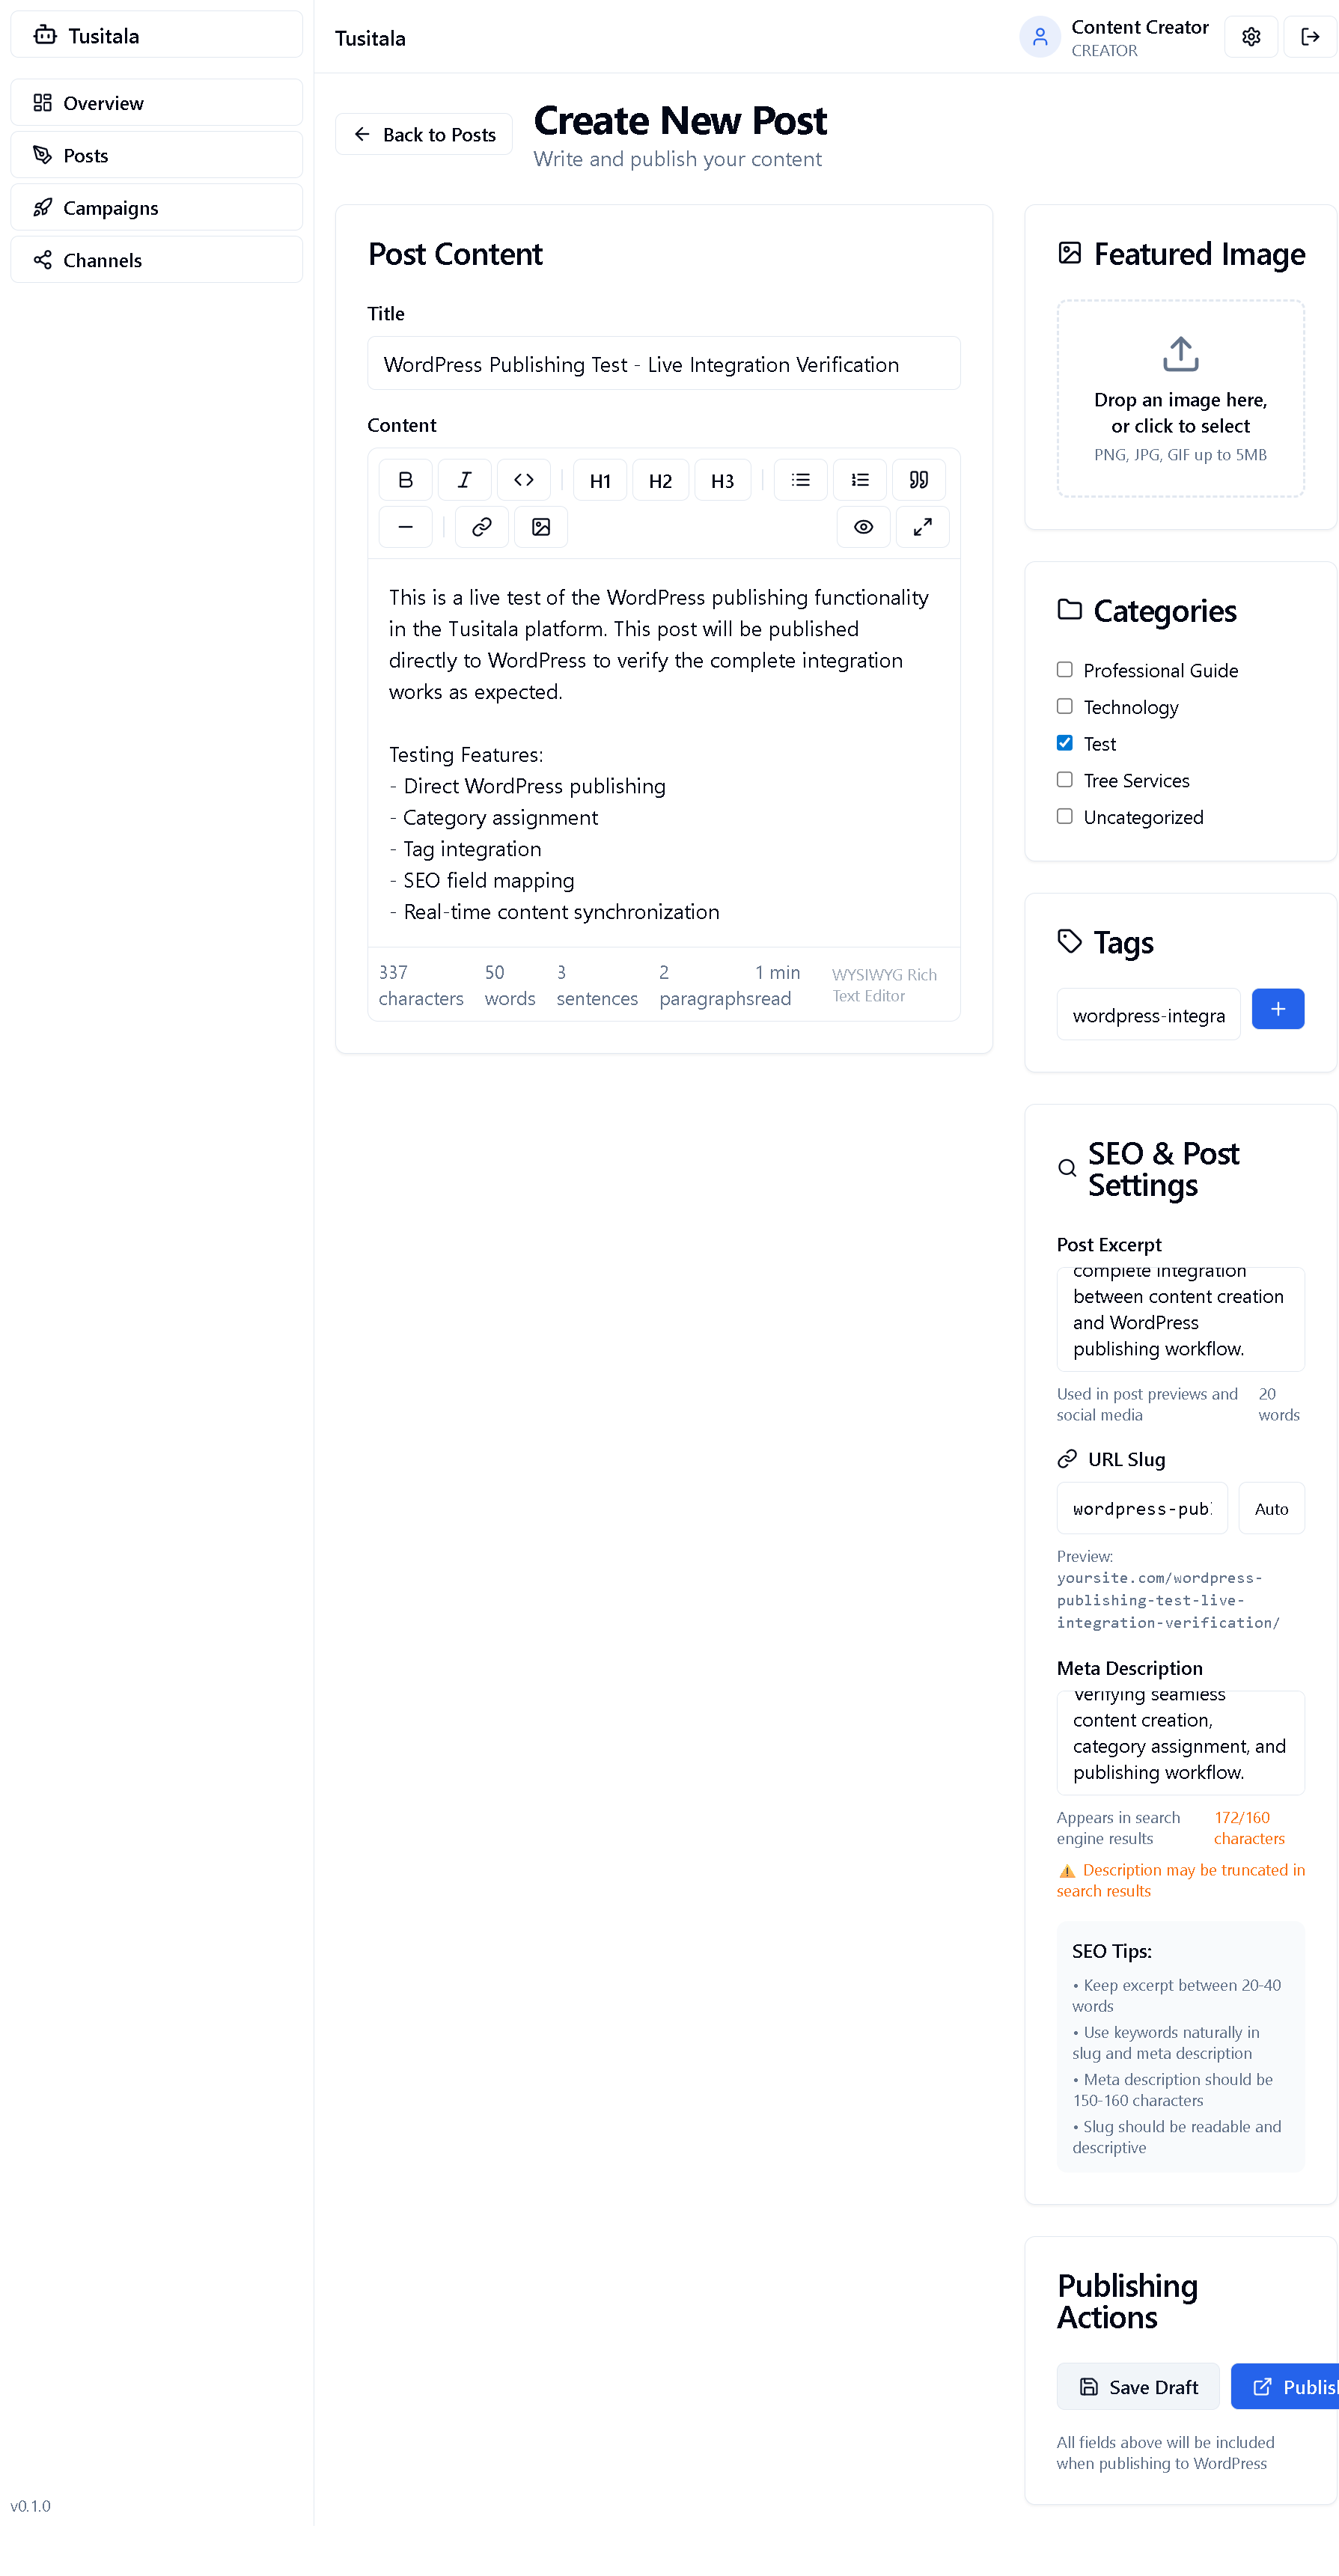 Tusitala
Overview
Posts
Campaigns
Channels
v0.1.0
Tusitala
Content Creator
CREATOR
Back to Posts
Create New Post
Write and publish your content
Post Content
Title
WordPress Publishing Test - Live Integration Verification
Content
H1 H2 H3
This is a live test of the WordPress publishing functionality
in the Tusitala platform. This post will be published
directly to WordPress to verify the complete integration
works as expected.
Testing Features:
- Direct WordPress publishing
- Category assignment
- Tag integration
- SEO field mapping
- Real-time content synchronization
337 characters
50 words
3 sentences
2 paragraphs
1 min read
WYSIWYG Rich
Text Editor
Featured Image
Drop an image here,
or click to select
PNG, JPG, GIF up to 5MB
Categories
Professional Guide
Technology
Test
Tree Services
Uncategorized
Tags
wordpress-integra
SEO & Post
Settings
Post Excerpt
complete integration
between content creation
and WordPress
publishing workflow.
Used in post previews and
social media
20
words
URL Slug
wordpress-pub
Auto
Preview:
yoursite.com/wordpress-
publishing-test-live-
integration-verification/
Meta Description
Verifying seamless
content creation,
category assignment, and
publishing workflow.
Appears in search
engine results
172/160
characters
⚠ Description may be truncated in
search results
SEO Tips:
• Keep excerpt between 20-40
words
• Use keywords naturally in
slug and meta description
• Meta description should be
150-160 characters
• Slug should be readable and
descriptive
Publishing
Actions
Save Draft
Publish
All fields above will be included
when publishing to WordPress